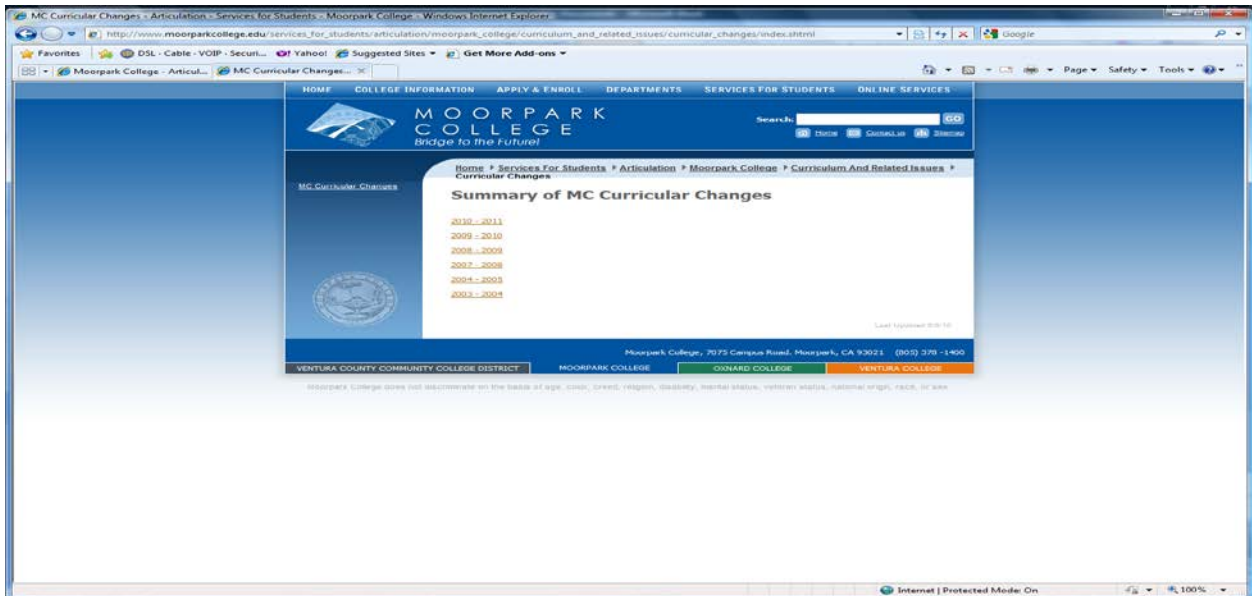 MC Curricular Changes - Articulation - Services for Students - Moorpark College - Windows Internet Explorer
http://www.moorparkcollege.edu/services_for_students/articulation/moorpark_college/curriculum_and_related_issues/curricular_changes/index.shtml Google
Favorites DSL - Cable - VOIP - Securi... Yahoo! Suggested Sites Get More Add-ons
Moorpark College - Articul... MC Curricular Changes... Page Safety Tools
HOME COLLEGE INFORMATION APPLY & ENROLL DEPARTMENTS SERVICES FOR STUDENTS ONLINE SERVICES
MOORPARK
COLLEGE
Bridge to the Future!
Search: GO
Home Contact us Sitemap
Home Services For Students Articulation Moorpark College Curriculum And Related Issues
Curricular Changes
MC Curricular Changes
Summary of MC Curricular Changes
2010 - 2011
2009 - 2010
2008 - 2009
2007 - 2008
2004 - 2005
2003 - 2004
Last Updated
Moorpark College, 7075 Campus Road, Moorpark, CA 93021 (805) 378 -1400
VENTURA COUNTY COMMUNITY COLLEGE DISTRICT MOORPARK COLLEGE OXNARD COLLEGE VENTURA COLLEGE
Moorpark College does not discriminate on the basis of age, color, creed, religion, disability, marital status, veteran status, national origin, race, or sex
Internet | Protected Mode: On 100%